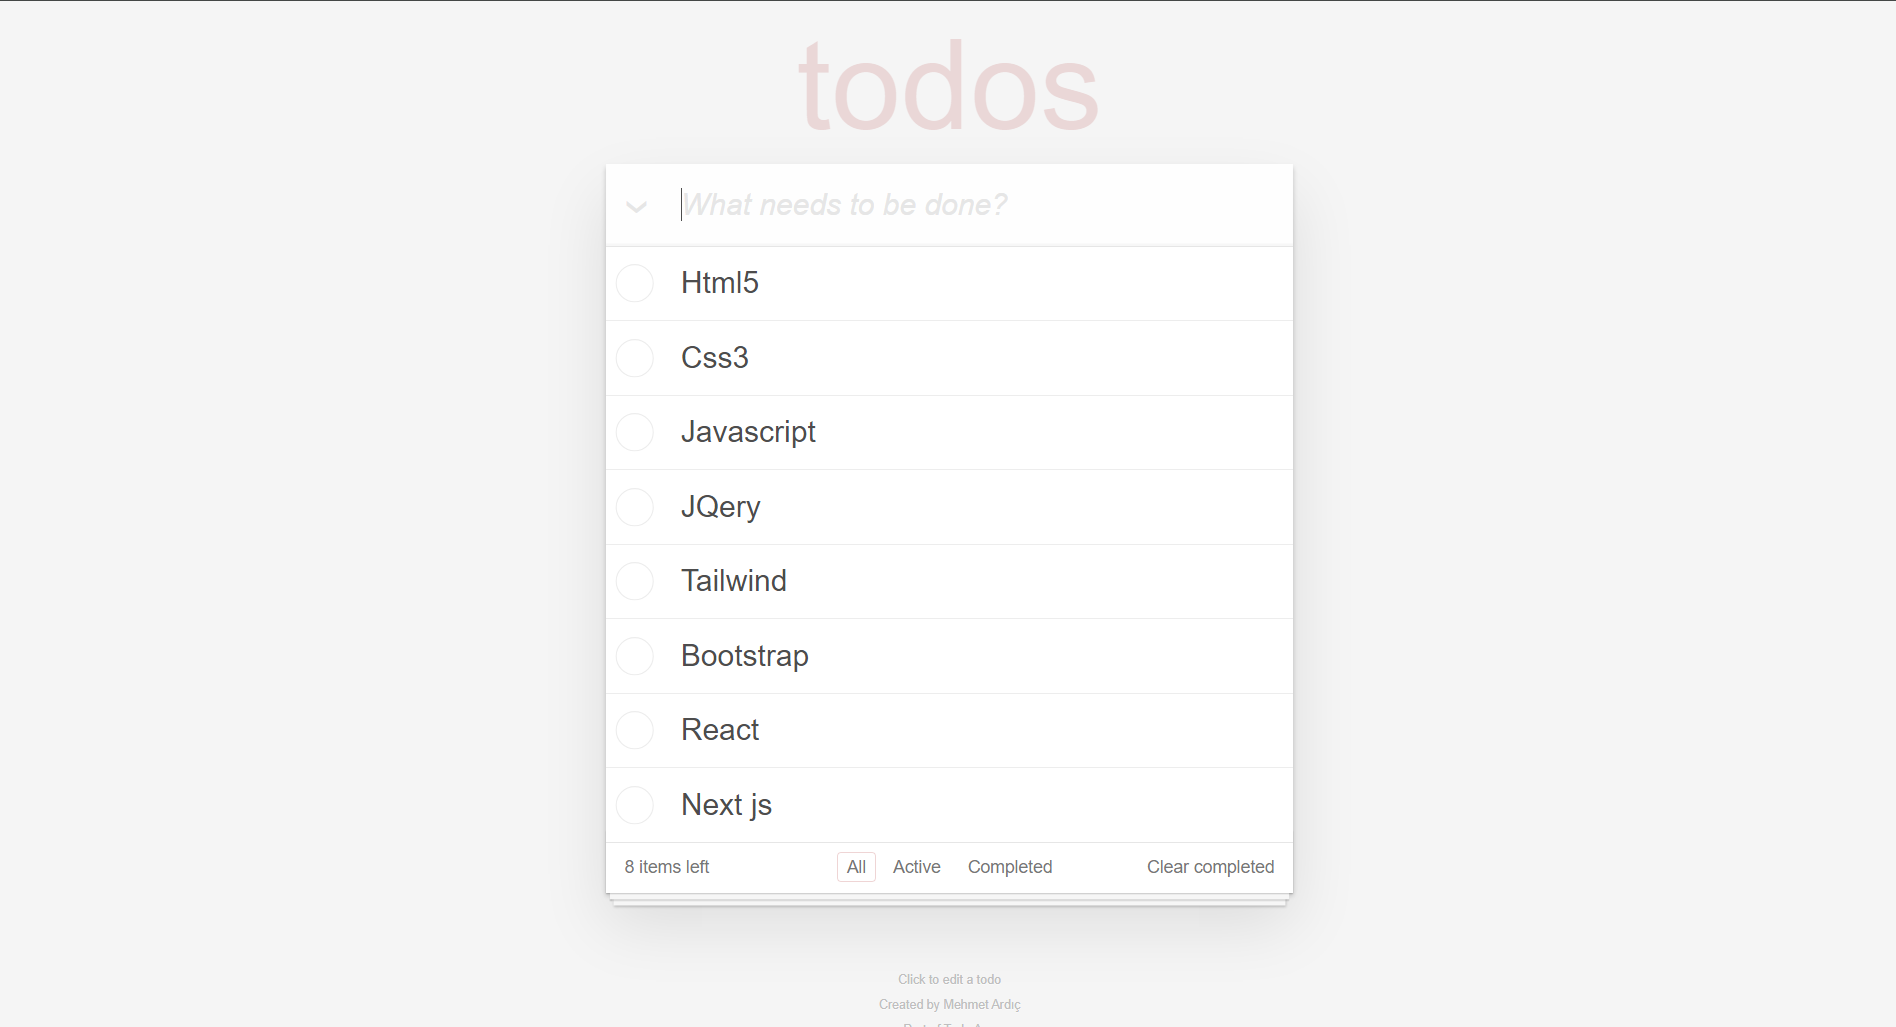 todos
What needs to be done?
Html5
Css3
Javascript
JQery
Tailwind
Bootstrap
React
Next js
8 items left All Active Completed Clear completed
Click to edit a todo
Created by Mehmet Ardıç